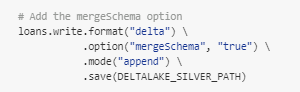 # Add the mergeSchema option
loans.write.format("delta") \
.option("mergeSchema", "true") \
.mode("append") \
.save(DELTALAKE_SILVER_PATH)